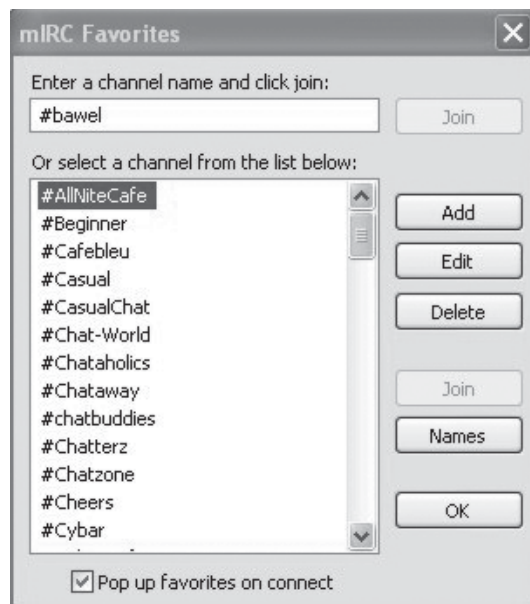 mIRC Favorites
Enter a channel name and click join:
#bawel
Join
Or select a channel from the list below:
#AllNiteCafe
#Beginner
#Cafebleu
#Casual
#CasualChat
#Chat-World
#Chataholics
#Chataway
#chatbuddies
#Chatterz
#Chatzone
#Cheers
#Cybar
Add
Edit
Delete
Join
Names
OK
Pop up favorites on connect